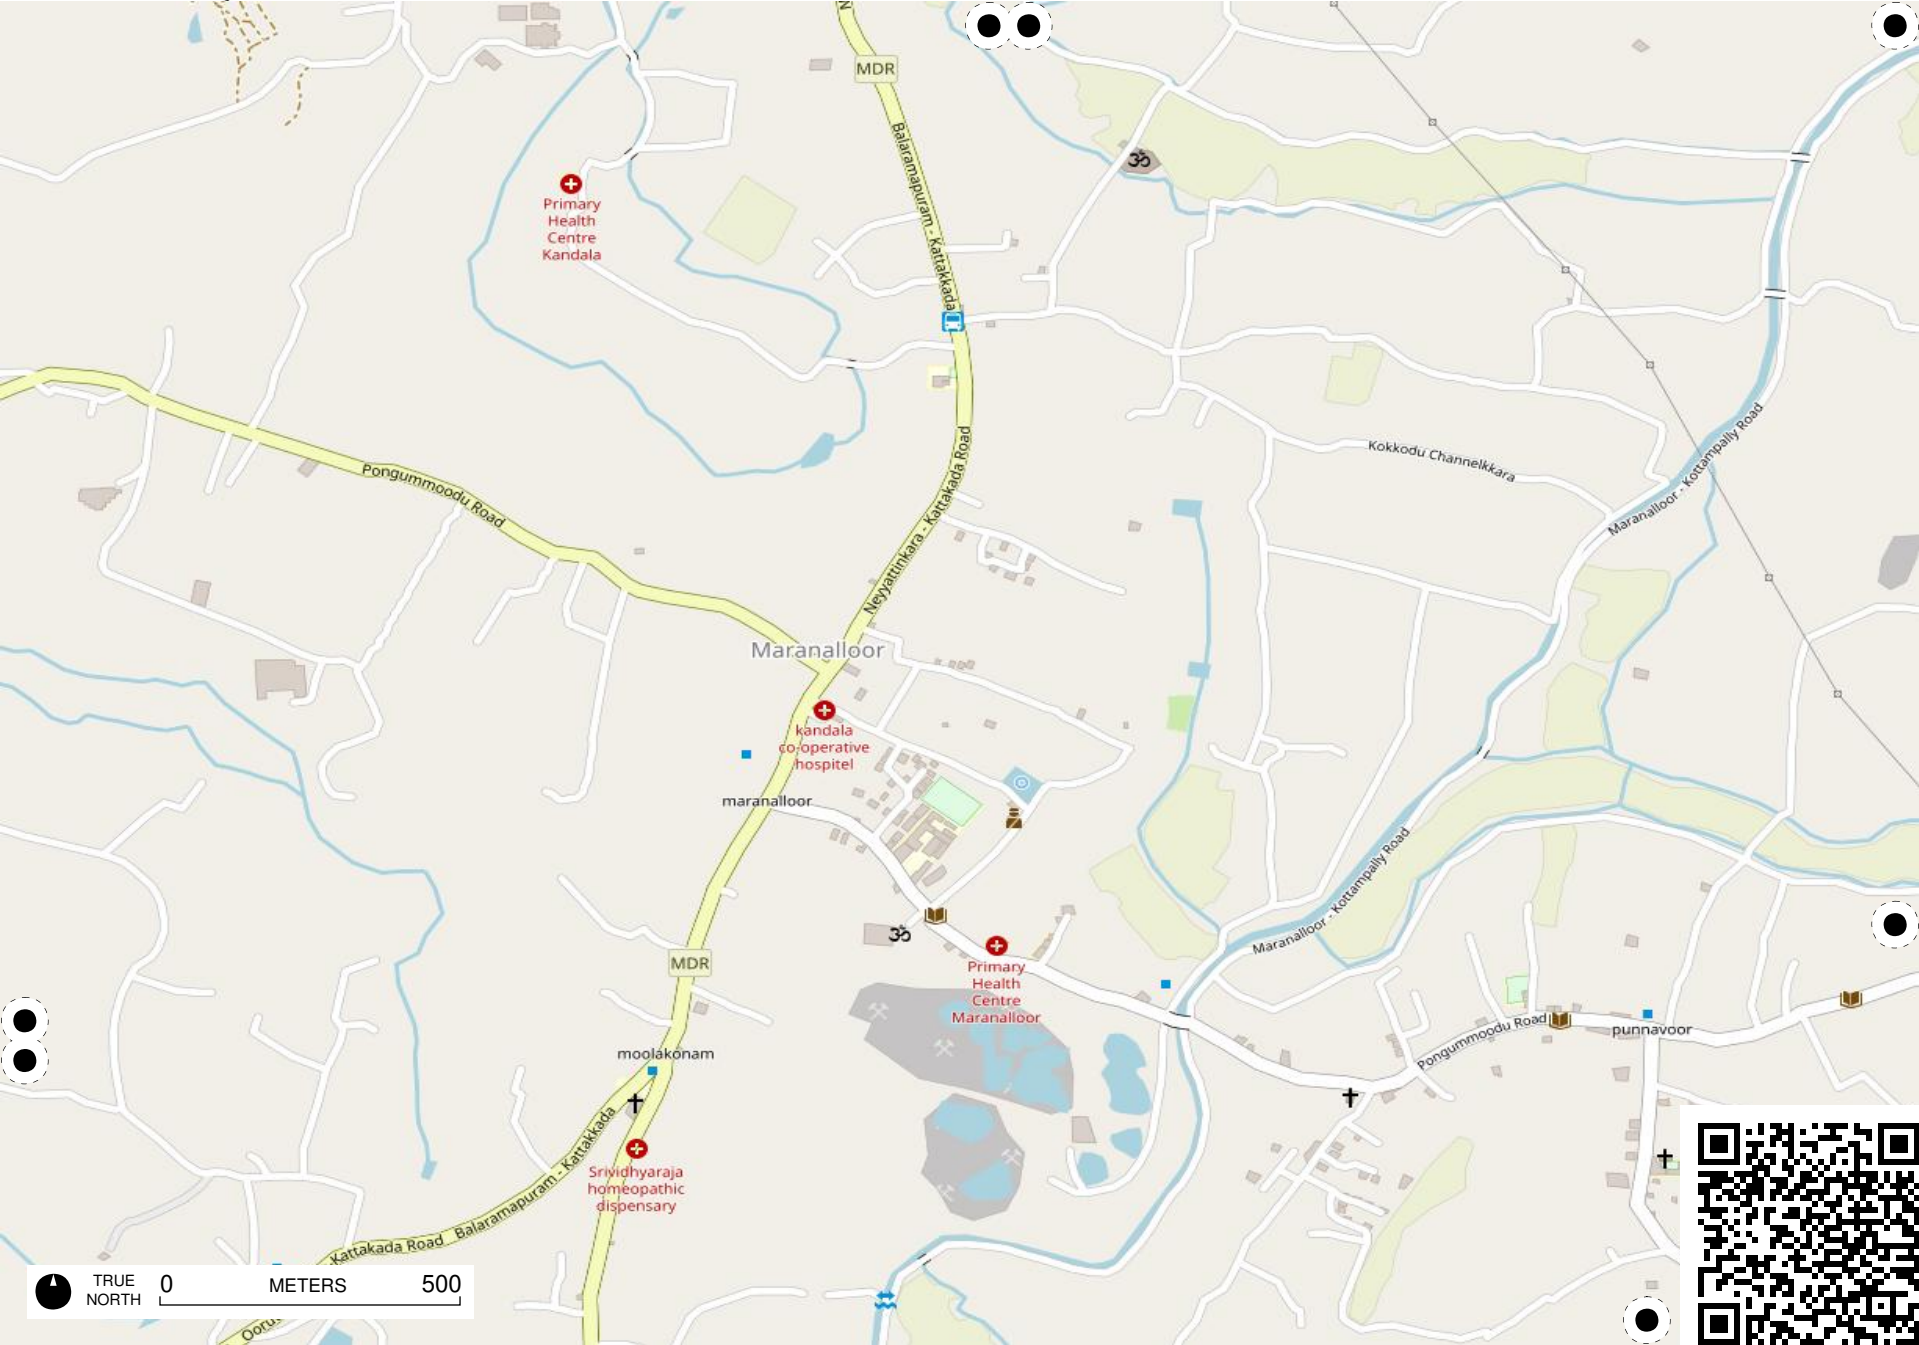 N
MDR
Balaramapuram - Kattakkada
Primary
Health
Centre
Kandala
Pongummoodu Road
Neyyattinkara - Kattakada Road
Kokkodu Channelkkara
Maranalloor - Kottampally Road
Maranalloor
kandala
co-operative
hospitel
maranalloor
Maranalloor - Kottampally Road
MDR
Primary
Health
Centre
Maranalloor
Pongummoodu Road
punnavoor
moolakonam
Srividhyaraja
homeopathic
dispensary
Balaramapuram - Kattakkada
Kattakada Road
Ooru
TRUE
NORTH
0 METERS 500
ॐ
ॐ